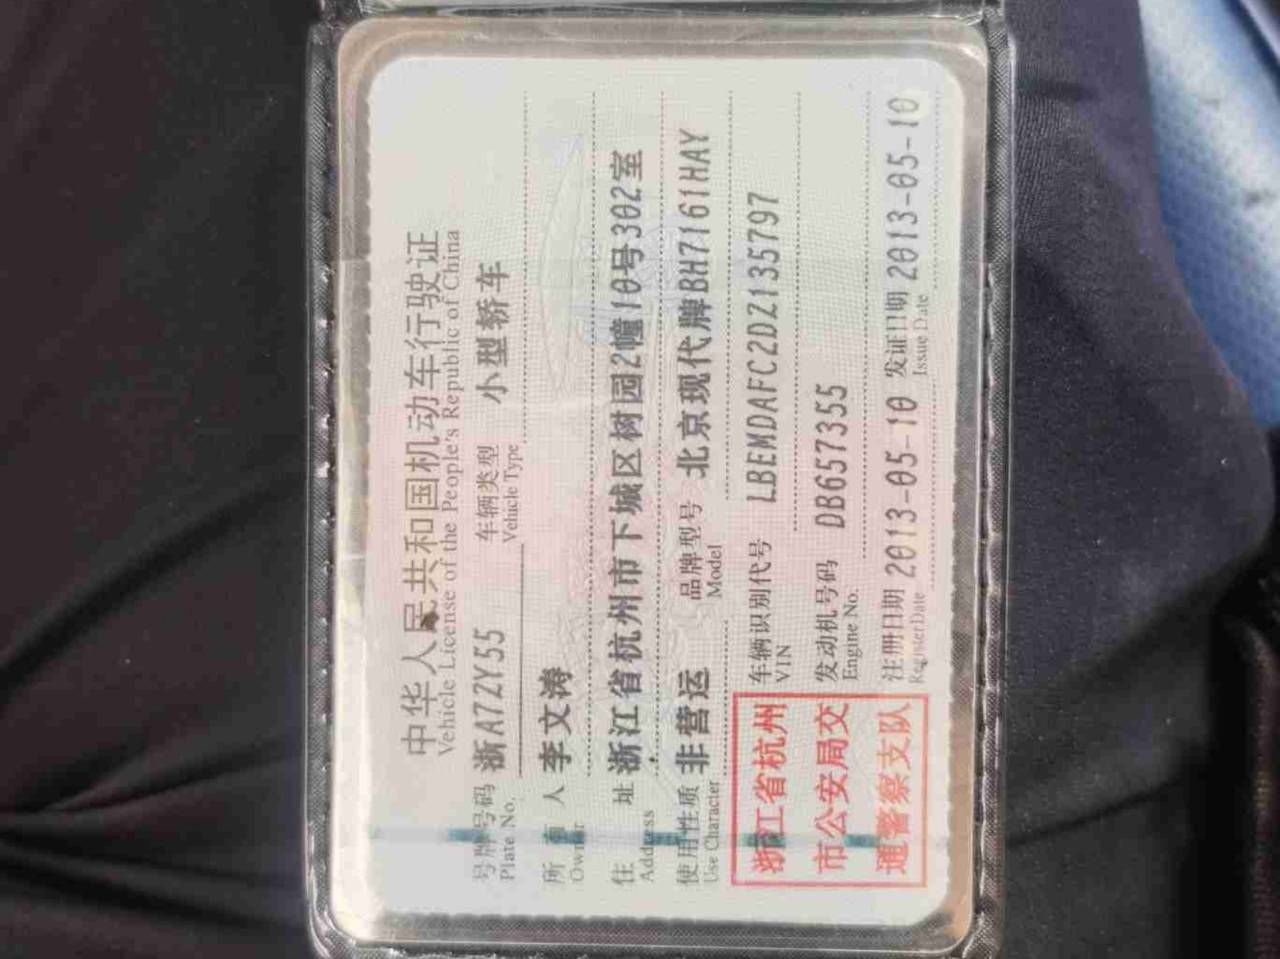 中华人民共和国机动车行驶证
Vehicle License of the People's Republic of China
号牌号码 浙A7ZY55 车辆类型 小型轿车
Plate No. Vehicle Type
所有人 李文涛
Owner
住址 浙江省杭州市下城区树园2幢10号302室
Address
使用性质 非营运 品牌型号 北京现代牌BH7161HAY
Use Character Model
浙江省杭州
市公安局交
通警察支队
车辆识别代号 LBEMDAFC2DZ135797
VIN
发动机号码 DB657355
Engine No.
注册日期 2013-05-10 发证日期 2013-05-10
Register Date Issue Date